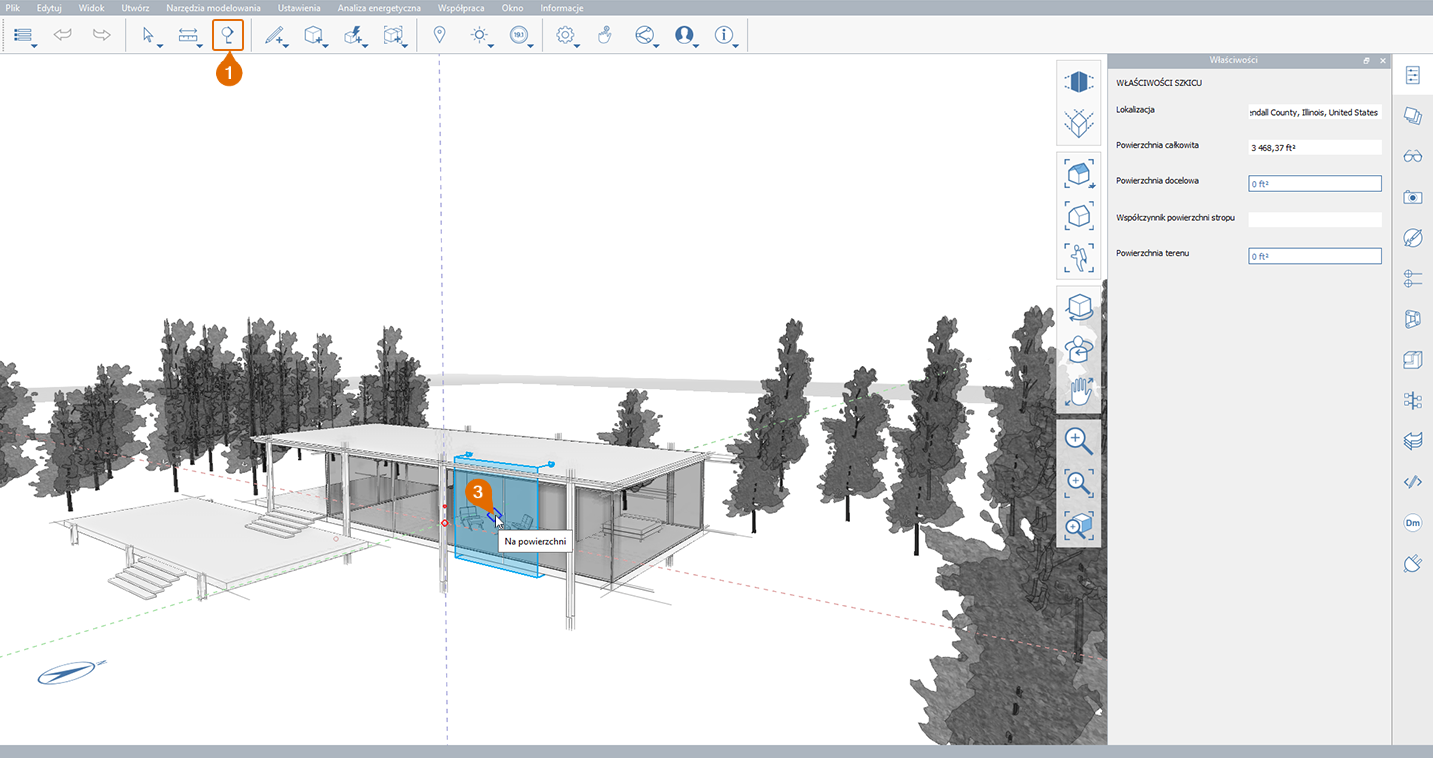 Plik Edytuj Widok Utwórz Narzędzia modelowania Ustawienia Analiza energetyczna Współpraca Okno Informacje
19.1
1
Właściwości
WŁAŚCIWOŚCI SZKICU
Lokalizacja endall County, Illinois, United States
Powierzchnia całkowita 3 468,37 ft²
Powierzchnia docelowa 0 ft²
Współczynnik powierzchni stropu
Powierzchnia terenu 0 ft²
3
Na powierzchni
Dm